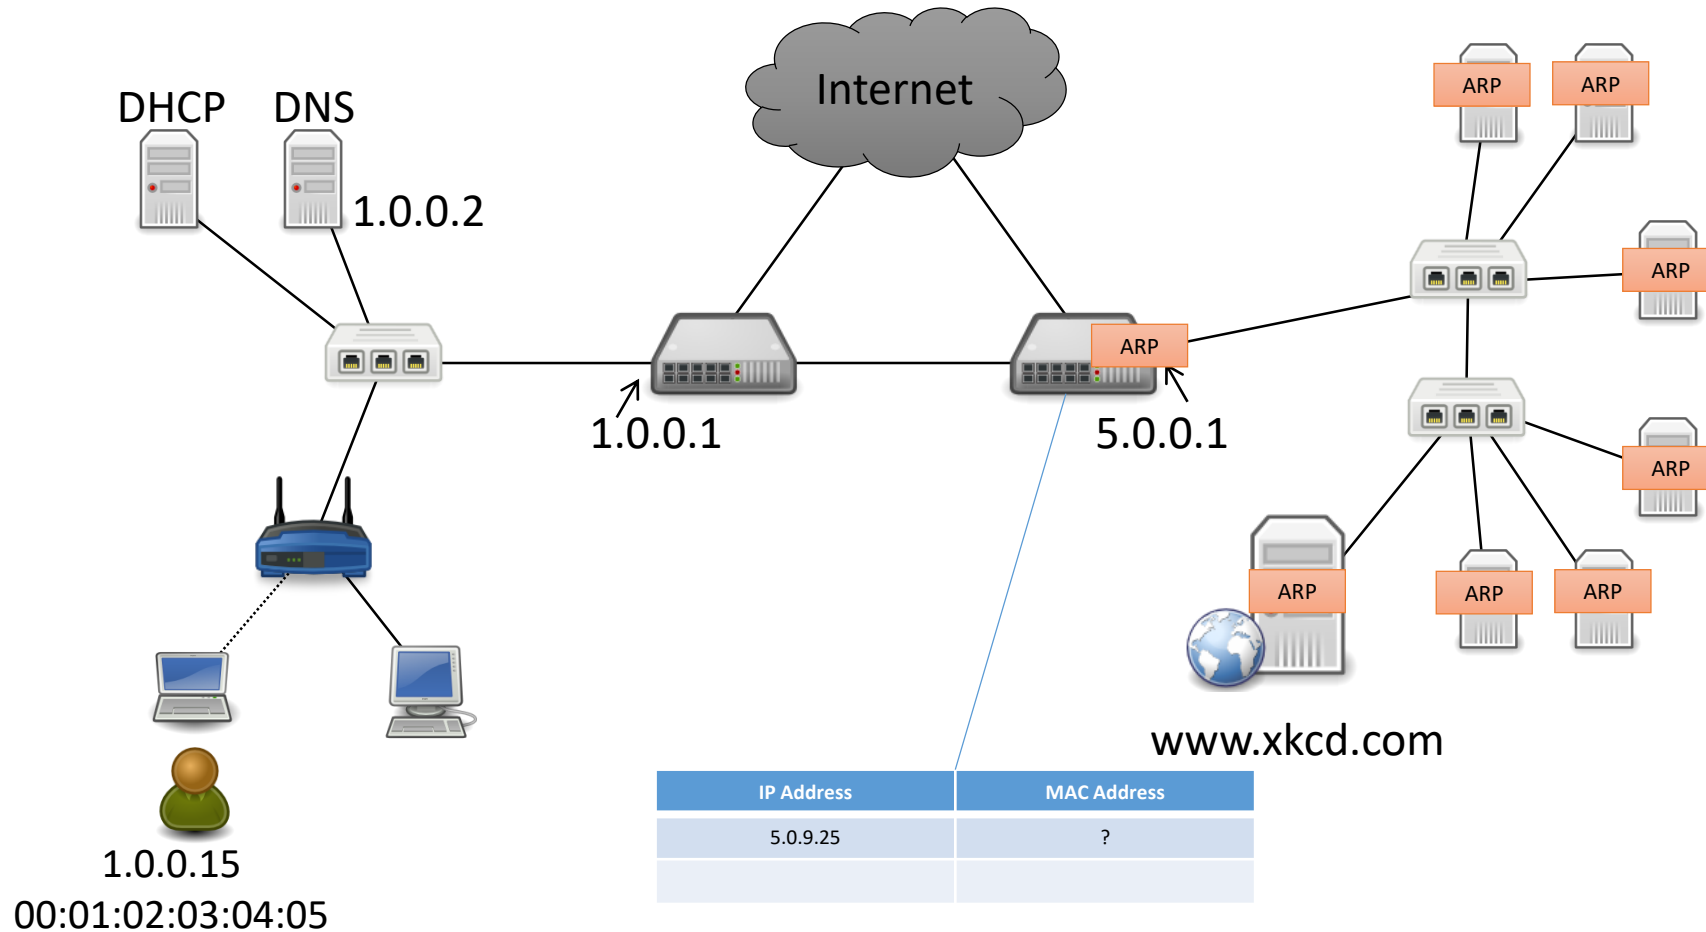 Internet
DHCP
DNS
1.0.0.2
ARP
ARP
ARP
ARP
1.0.0.1
5.0.0.1
ARP
ARP
ARP
ARP
www.xkcd.com
IP Address
MAC Address
5.0.9.25
?
1.0.0.15
00:01:02:03:04:05